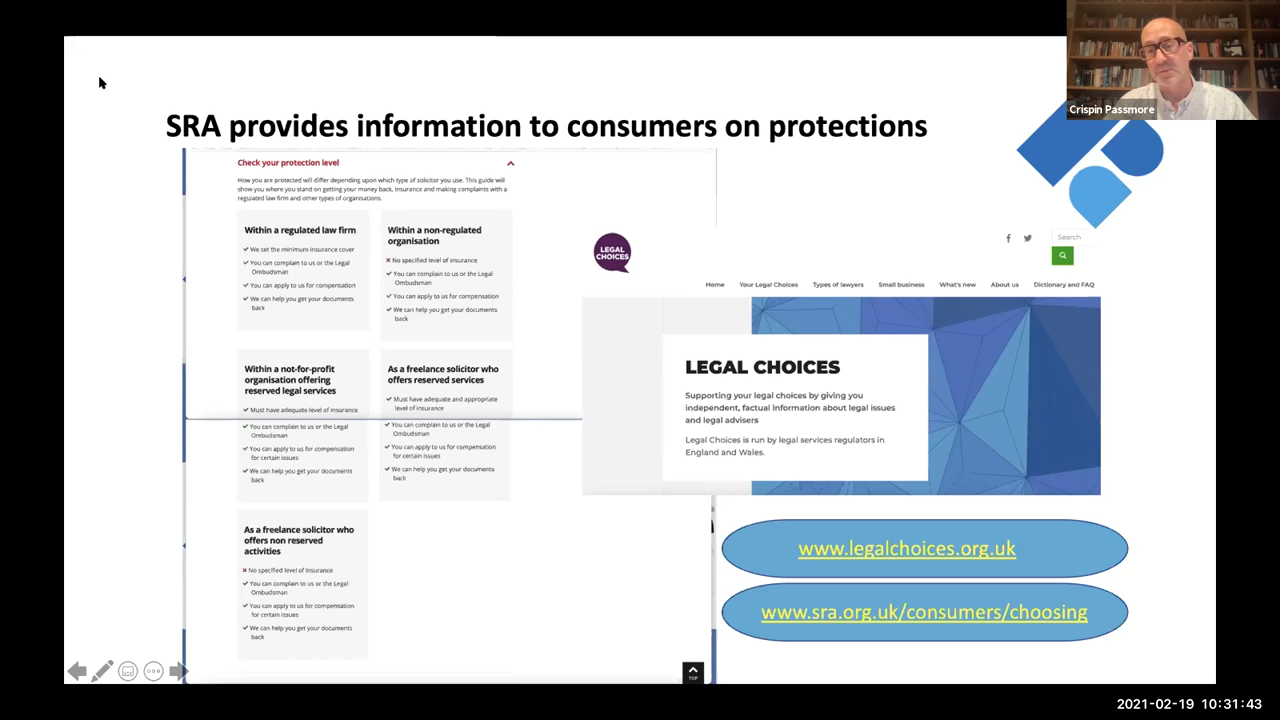 SRA provides information to consumers on protections
Crispin Passmore
Check your protection level
How you are protected will differ depending upon which type of solicitor you use. This guide will
show you where you stand on getting your money back, insurance and making complaints with a
regulated law firm and other types of organisations.
Within a regulated law firm
We set the minimum insurance cover
You can complain to us or the Legal
Ombudsman
You can apply to us for compensation
We can help you get your documents
back
Within a non-regulated
organisation
No specified level of insurance
You can complain to us or the Legal
Ombudsman
You can apply to us for compensation
We can help you get your documents
back
Within a not-for-profit
organisation offering
reserved legal services
Must have adequate level of insurance
You can complain to us or the Legal
Ombudsman
You can apply to us for compensation
for certain issues
We can help you get your documents
back
As a freelance solicitor who
offers reserved services
Must have adequate and appropriate
level of insurance
You can complain to us or the Legal
Ombudsman
You can apply to us for compensation
for certain issues
We can help you get your documents
back
As a freelance solicitor who
offers non reserved
activities
No specified level of insurance
You can complain to us or the Legal
Ombudsman
You can apply to us for compensation
for certain issues
We can help you get your documents
back
TOP
LEGAL
CHOICES
Search
Home Your Legal Choices Types of lawyers Small business What's new About us Dictionary and FAQ
LEGAL CHOICES
Supporting your legal choices by giving you
independent, factual information about legal issues
and legal advisers
Legal Choices is run by legal services regulators in
England and Wales.
www.legalchoices.org.uk
www.sra.org.uk/consumers/choosing
2021-02-19 10:31:43